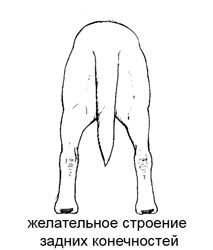 желательное строение
задних конечностей